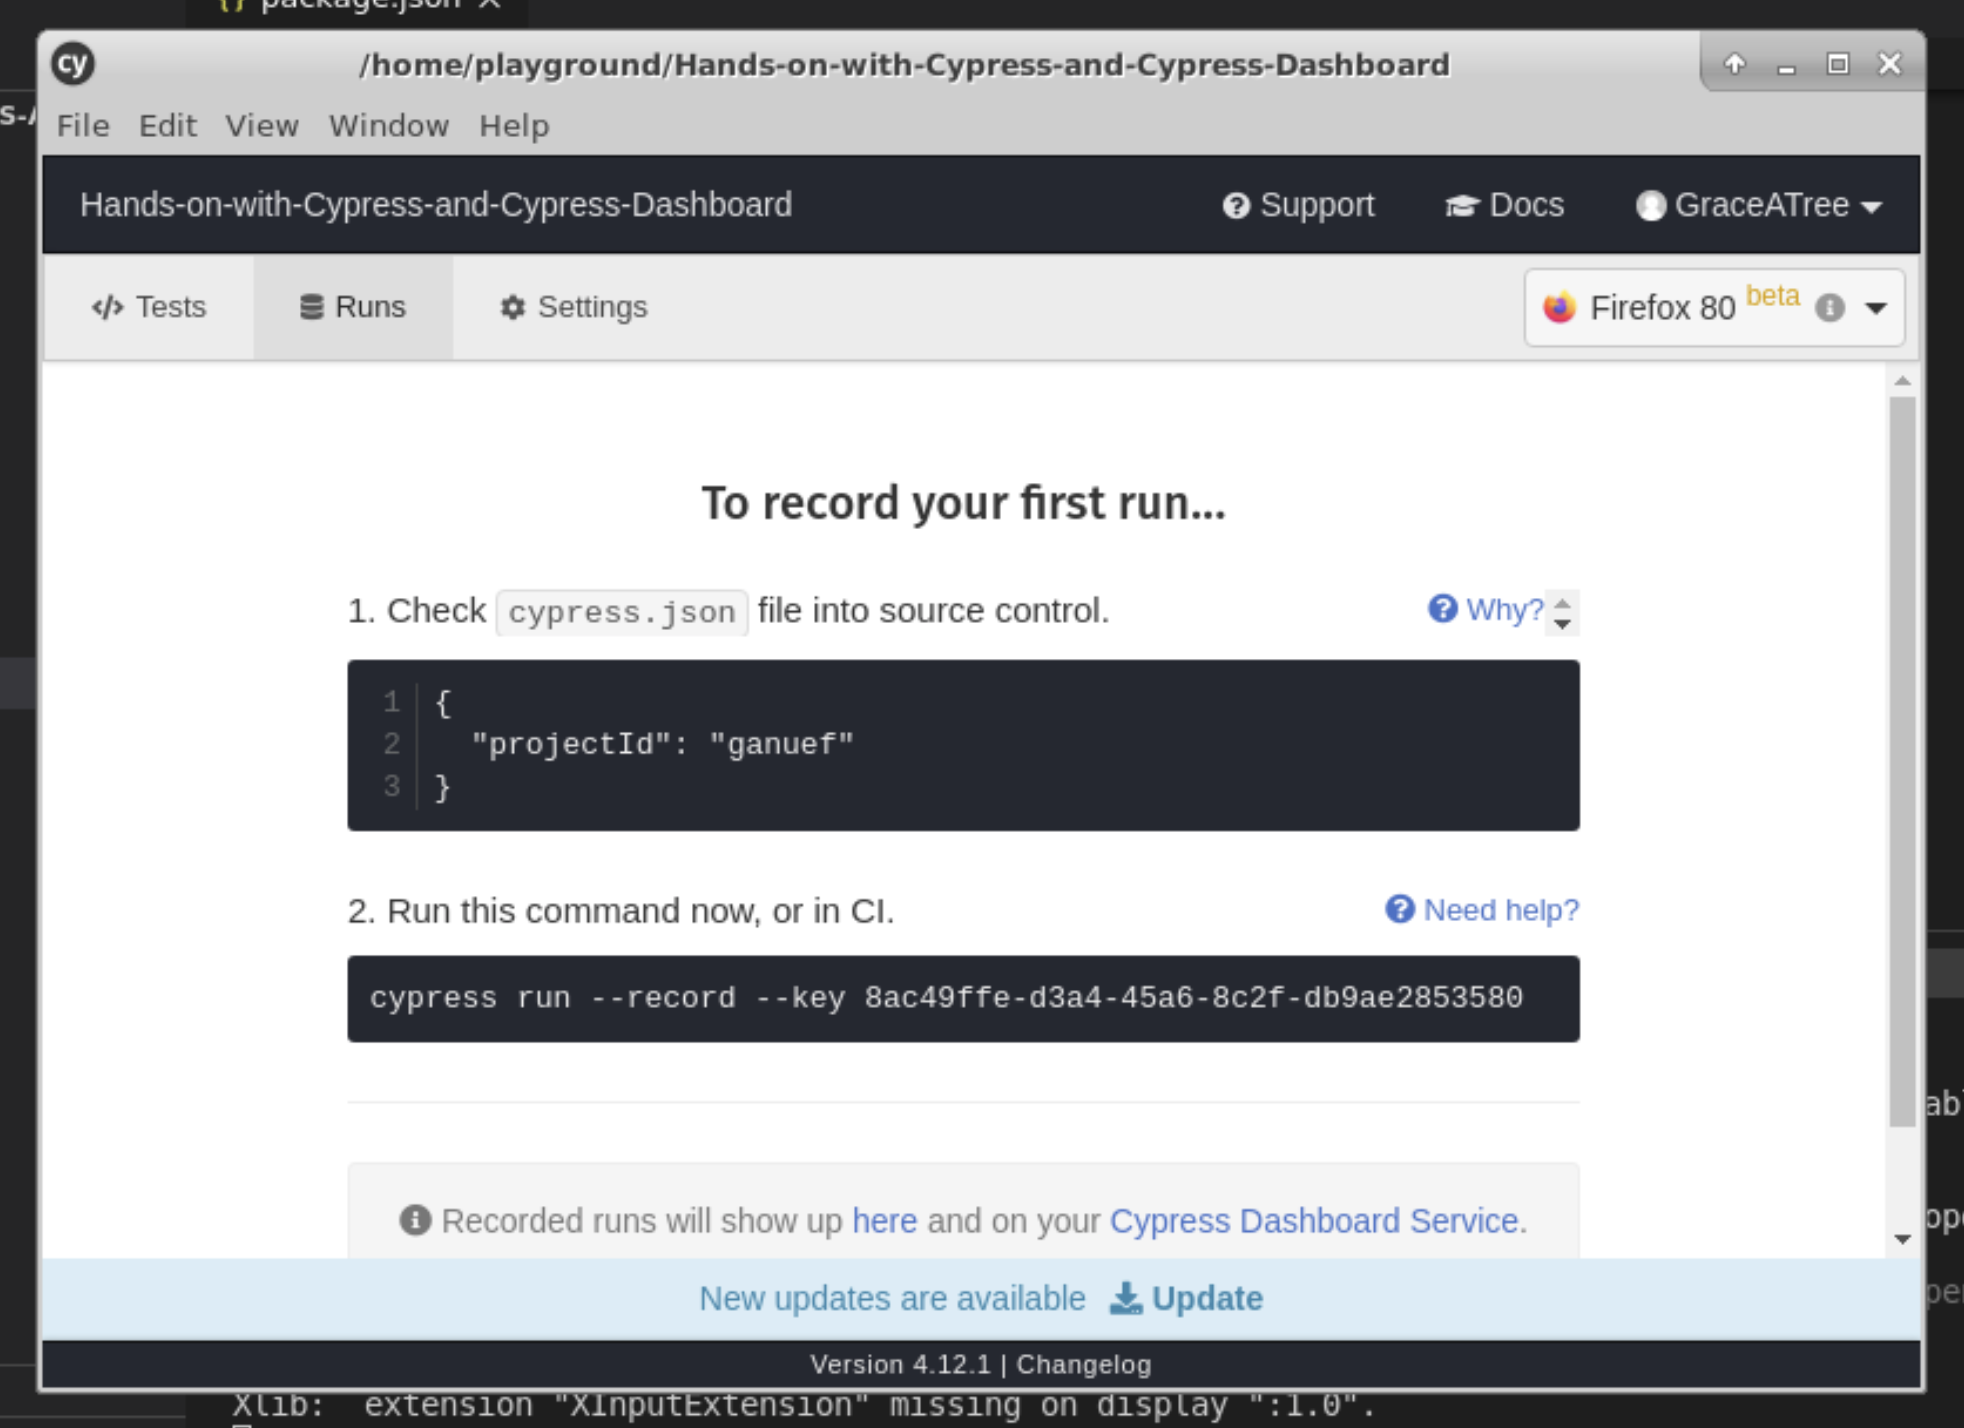 {} package.json
cy /home/playground/Hands-on-with-Cypress-and-Cypress-Dashboard
File Edit View Window Help
Hands-on-with-Cypress-and-Cypress-Dashboard Support Docs GraceATree
</> Tests Runs Settings Firefox 80 beta
To record your first run...
1. Check cypress.json file into source control. Why?
1 {
2 "projectId": "ganuef"
3 }
2. Run this command now, or in CI. Need help?
cypress run --record --key 8ac49ffe-d3a4-45a6-8c2f-db9ae2853580
Recorded runs will show up here and on your Cypress Dashboard Service.
New updates are available Update
Version 4.12.1 | Changelog
Xlib: extension "XInputExtension" missing on display ":1.0".